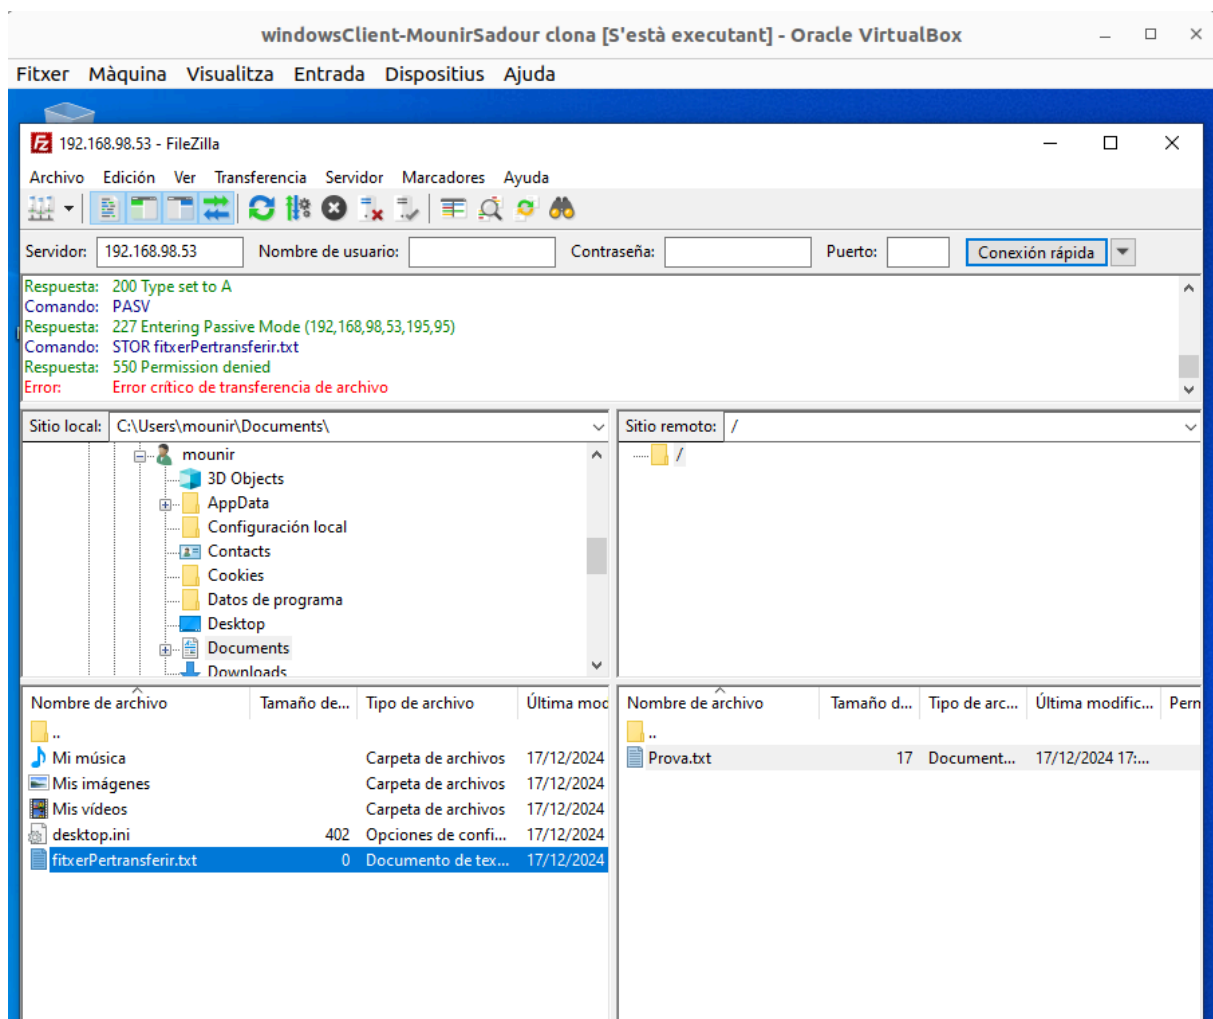 windowsClient-MounirSadour clona [S'està executant] - Oracle VirtualBox
Fitxer Màquina Visualitza Entrada Dispositius Ajuda
192.168.98.53 - FileZilla
Archivo Edición Ver Transferencia Servidor Marcadores Ayuda
Servidor: 192.168.98.53 Nombre de usuario: Contraseña: Puerto: Conexión rápida
Respuesta: 200 Type set to A
Comando: PASV
Respuesta: 227 Entering Passive Mode (192,168,98,53,195,95)
Comando: STOR fitxerPertransferir.txt
Respuesta: 550 Permission denied
Error: Error crítico de transferencia de archivo
Sitio local: C:\Users\mounir\Documents\
mounir
3D Objects
AppData
Configuración local
Contacts
Cookies
Datos de programa
Desktop
Documents
Downloads
Sitio remoto: /
/
Nombre de archivo Tamaño de... Tipo de archivo Última mod
..
Mi música Carpeta de archivos 17/12/2024
Mis imágenes Carpeta de archivos 17/12/2024
Mis vídeos Carpeta de archivos 17/12/2024
desktop.ini 402 Opciones de confi... 17/12/2024
fitxerPertransferir.txt 0 Documento de tex... 17/12/2024
Nombre de archivo Tamaño d... Tipo de arc... Última modific... Perm
..
Prova.txt 17 Document... 17/12/2024 17:...